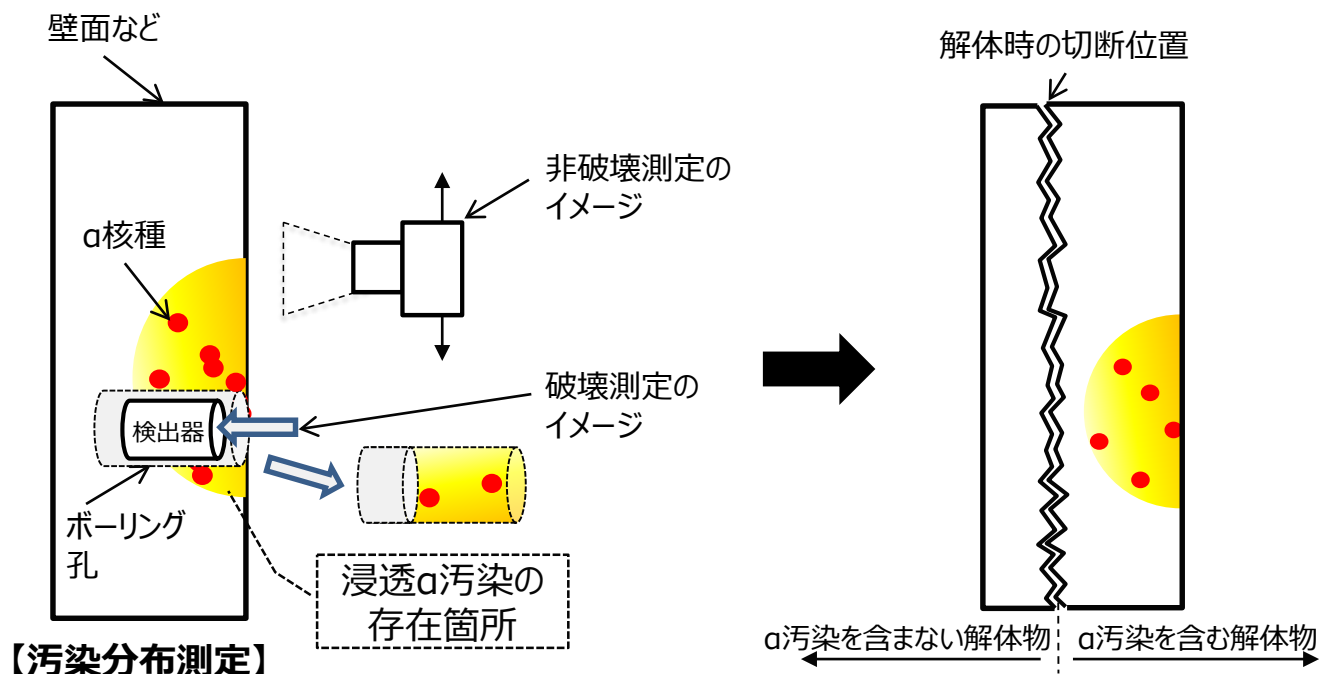 壁面など
α核種
非破壊測定の
イメージ
検出器
破壊測定の
イメージ
ボーリング
孔
浸透α汚染の
存在箇所
【汚染分布測定】
解体時の切断位置
α汚染を含まない解体物
α汚染を含む解体物